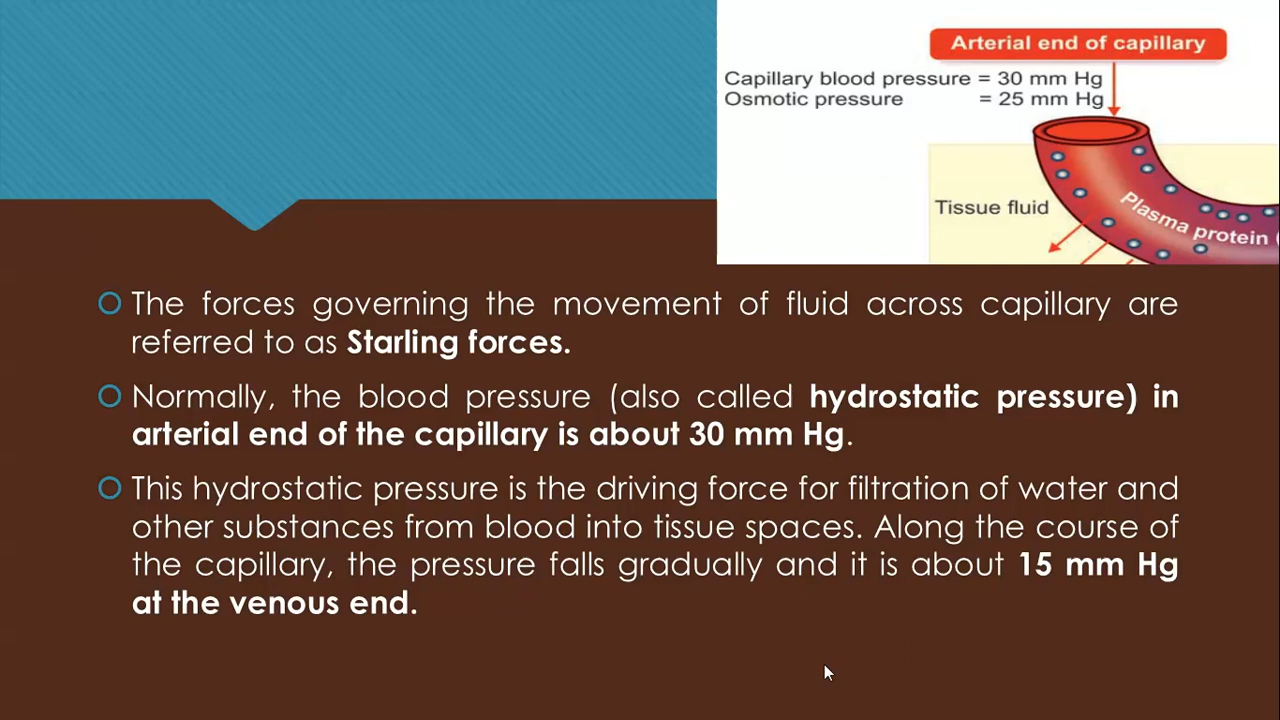 Arterial end of capillary
Capillary blood pressure = 30 mm Hg
Osmotic pressure = 25 mm Hg
Tissue fluid
Plasma protein (
The forces governing the movement of fluid across capillary are
referred to as Starling forces.
Normally, the blood pressure (also called hydrostatic pressure) in
arterial end of the capillary is about 30 mm Hg.
This hydrostatic pressure is the driving force for filtration of water and
other substances from blood into tissue spaces. Along the course of
the capillary, the pressure falls gradually and it is about 15 mm Hg
at the venous end.